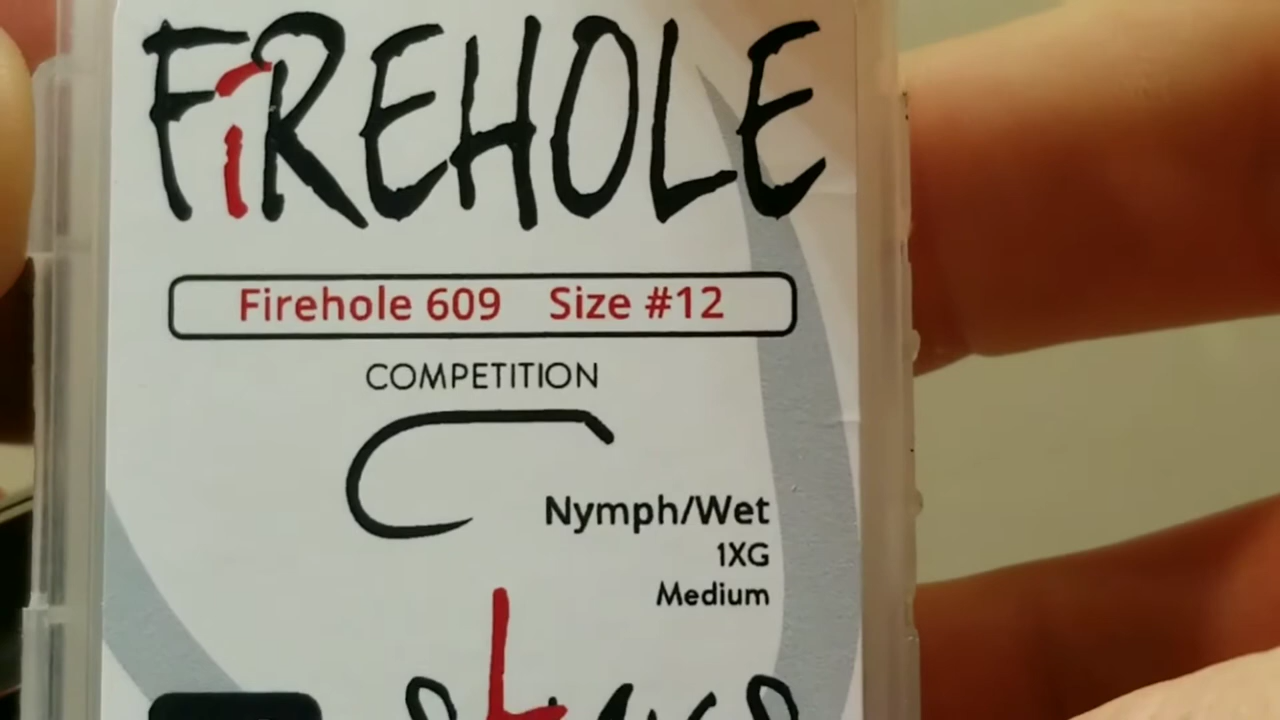 FiREHOLE
Firehole 609 Size #12
COMPETITION
Nymph/Wet
1XG
Medium